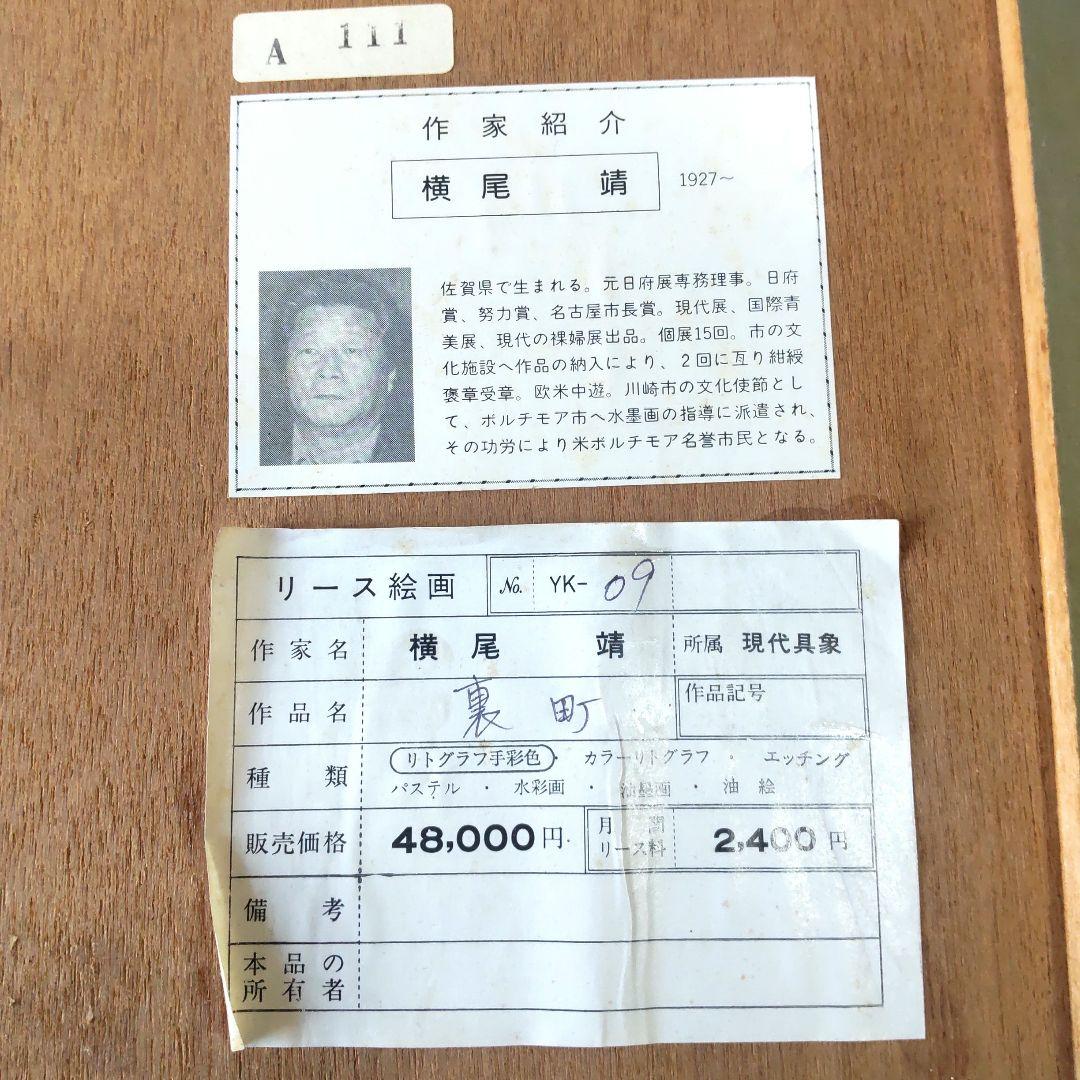 A 111
作家紹介
横尾 靖 1927〜
佐賀県で生まれる。元日府展専務理事。日府
賞、努力賞、名古屋市長賞。現代展、国際青
美展、現代の裸婦展出品。個展15回。市の文
化施設へ作品の納入により、2回に亙り紺綬
褒章受章。欧米中遊。川崎市の文化使節とし
て、ボルチモア市へ水墨画の指導に派遣され、
その功労により米ボルチモア名誉市民となる。
リース絵画 No. YK-09
作家名 横尾 靖 所属 現代具象
作品名 裏町 作品記号
種類 リトグラフ手彩色・カラーリトグラフ・エッチング
パステル・水彩画・油墨画・油絵
販売価格 48,000円 月間リース料 2,400円
備考
本品の
所有者